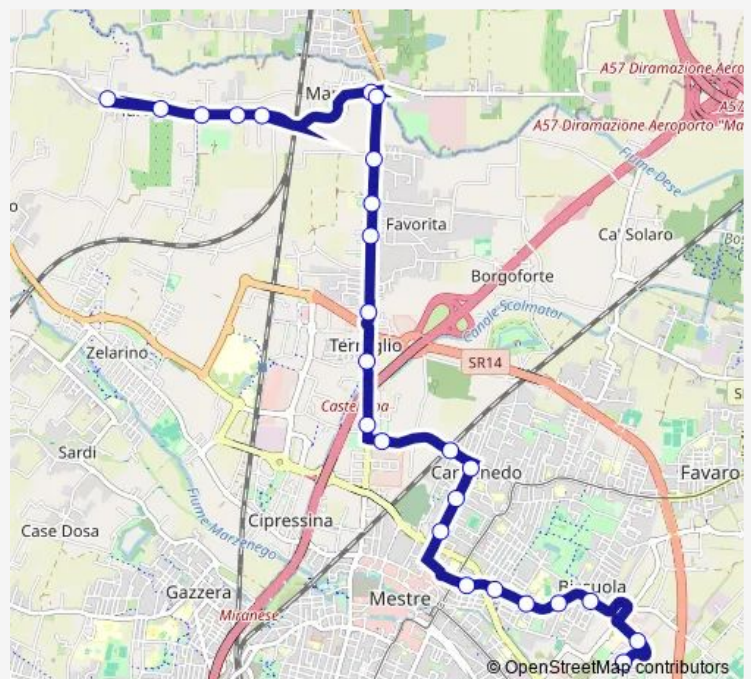 A57 Diramazione Aero
A57
A57 Diramazione Aeroporto "Ma
Fiume Dese
Favorita
Ca' Solaro
Borgoforte
Canale Scolmator
Zelarino
SR14
Sardi
Favaro
Cipressina
Case Dosa
Fiume Marzenego
Gazzera
Mestre
Miranese
© OpenStreetMap contributors